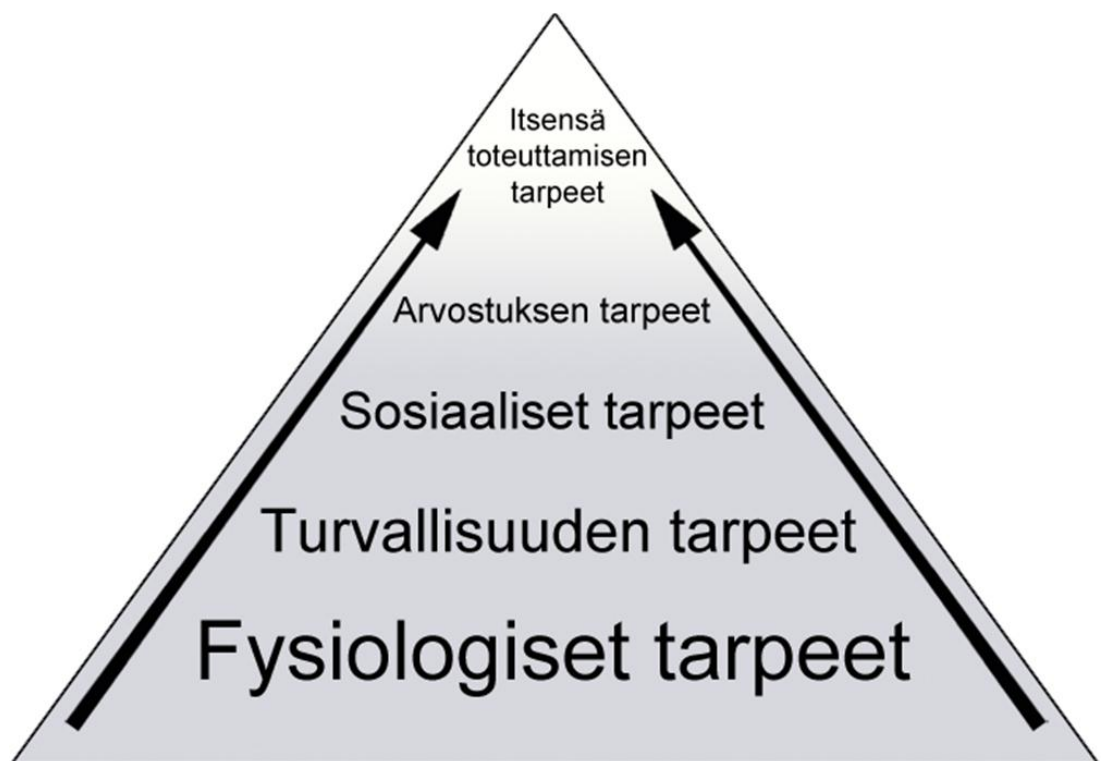 Itsensä
toteuttamisen
tarpeet
Arvostuksen tarpeet
Sosiaaliset tarpeet
Turvallisuuden tarpeet
Fysiologiset tarpeet